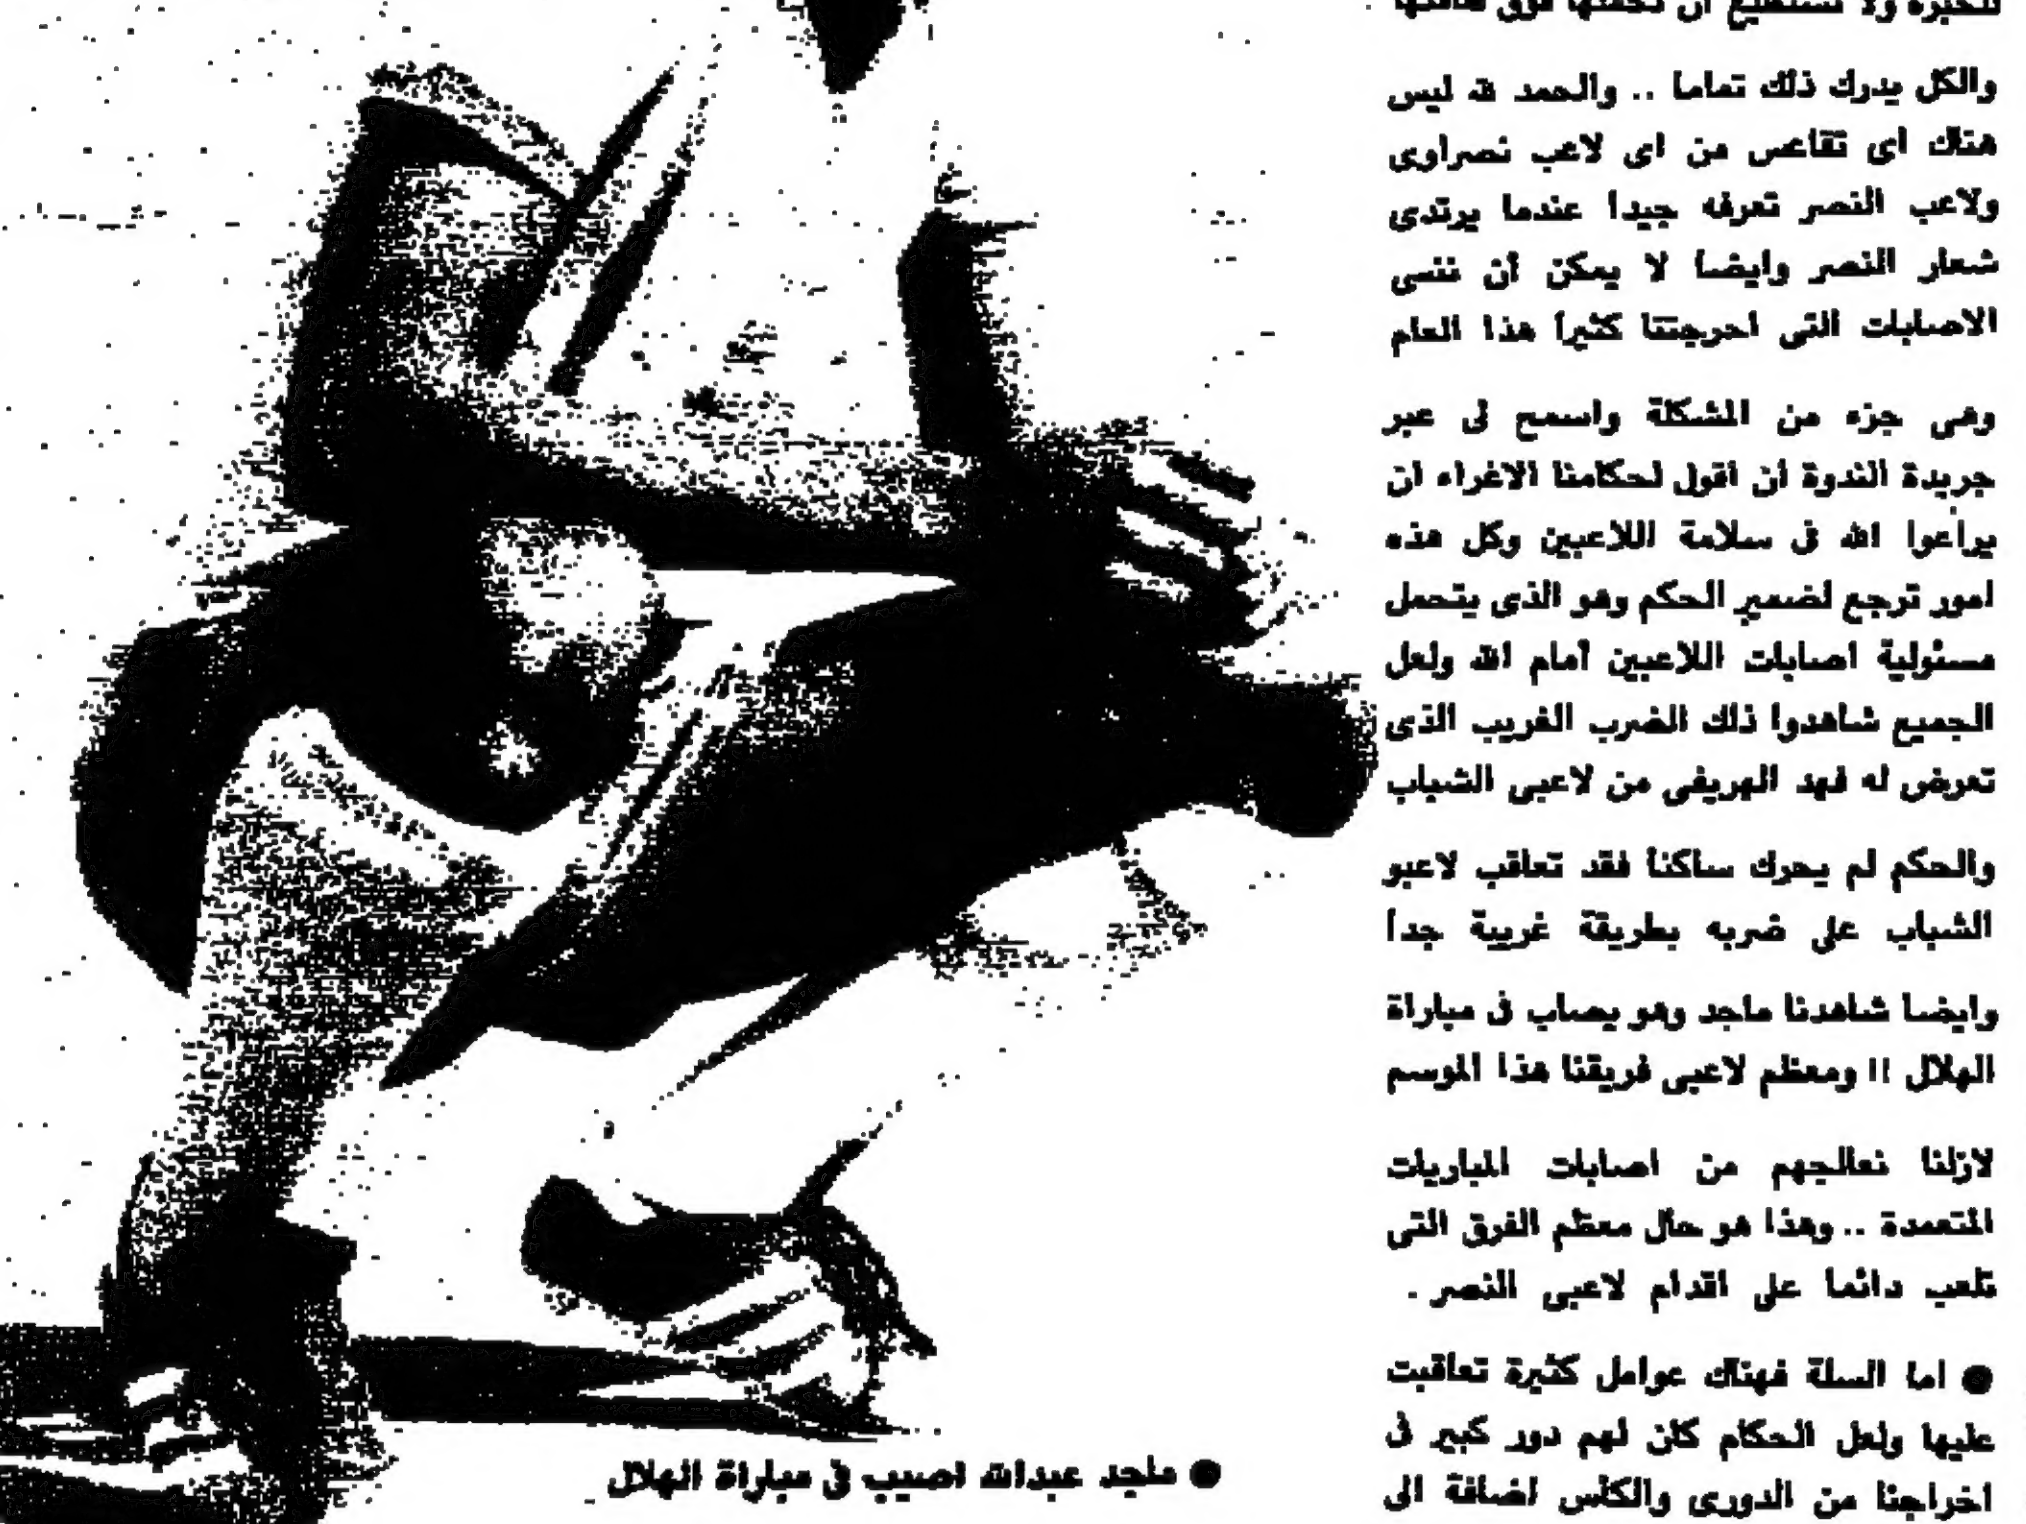 للخبرة ولا نستطيع أن
والكل يدرك ذلك تماما .. والحمد لله ليس
هناك اى تقاعس من اى لاعب نصراوى
ولاعب النصر تعرفه جيدا عندما يرتدى
شعار النصر وايضا لا يمكن أن ننسى
الاصابات التى احرجتنا كثيرا هذا العام
وهى جزء من المشكلة واسمح لى عبر
جريدة الندوة أن اقول لحكامنا الاغراء ان
يراعوا الله فى سلامة اللاعبين وكل هذه
امور ترجع لضمير الحكم وهو الذى يتحمل
مسئولية اصابات اللاعبين أمام الله ولعل
الجميع شاهدوا ذلك الضرب الغريب الذى
تعرض له فهد الهريفى من لاعبى الشباب
والحكم لم يحرك ساكنا فقد تعاقب لاعبو
الشباب على ضربه بطريقة غريبة جدا
وايضا شاهدنا ماجد وهو يصاب فى مباراة
الهلال !! ومعظم لاعبى فريقنا هذا الموسم
لازلنا نعالجهم من اصابات المباريات
المتعمدة .. وهذا هو حال معظم الفرق التى
تلعب دائما على اقدام لاعبى النصر .
● اما السلة فهناك عوامل كثيرة تعاقبت
عليها ولعل الحكام كان لهم دور كبير فى
اخراجنا من الدورى والكأس اضافة الى
● ماجد عبدالله اصيب فى مباراة الهلال